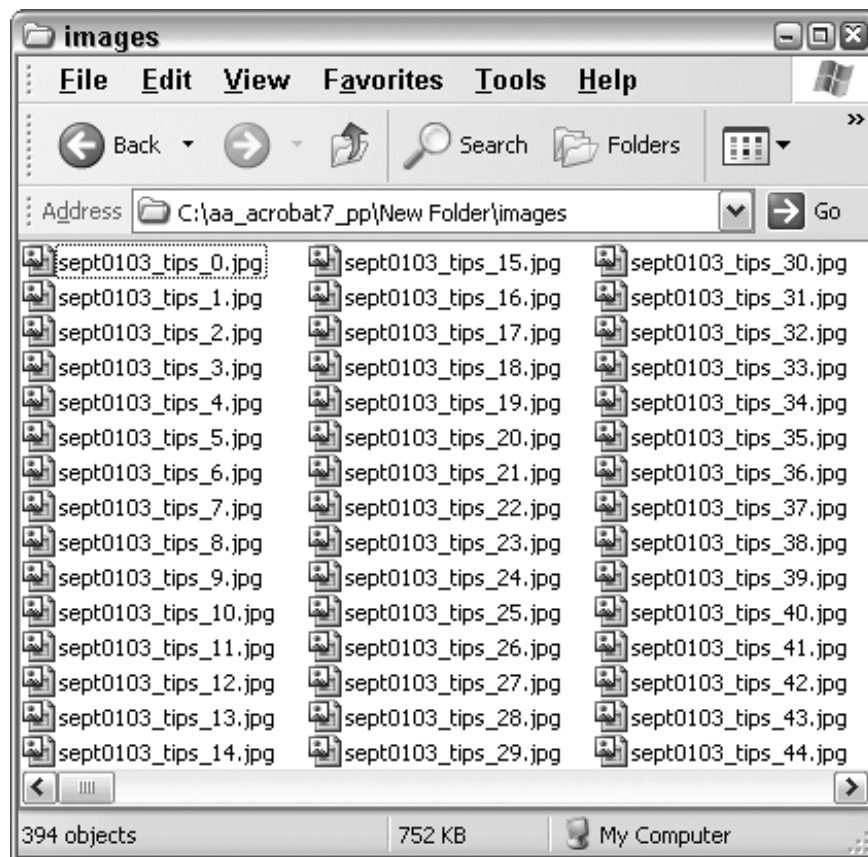 images
File Edit View Favorites Tools Help
Back Search Folders »
Address C:\aa_acrobat7_pp\New Folder\images Go
sept0103_tips_0.jpg sept0103_tips_15.jpg sept0103_tips_30.jpg
sept0103_tips_1.jpg sept0103_tips_16.jpg sept0103_tips_31.jpg
sept0103_tips_2.jpg sept0103_tips_17.jpg sept0103_tips_32.jpg
sept0103_tips_3.jpg sept0103_tips_18.jpg sept0103_tips_33.jpg
sept0103_tips_4.jpg sept0103_tips_19.jpg sept0103_tips_34.jpg
sept0103_tips_5.jpg sept0103_tips_20.jpg sept0103_tips_35.jpg
sept0103_tips_6.jpg sept0103_tips_21.jpg sept0103_tips_36.jpg
sept0103_tips_7.jpg sept0103_tips_22.jpg sept0103_tips_37.jpg
sept0103_tips_8.jpg sept0103_tips_23.jpg sept0103_tips_38.jpg
sept0103_tips_9.jpg sept0103_tips_24.jpg sept0103_tips_39.jpg
sept0103_tips_10.jpg sept0103_tips_25.jpg sept0103_tips_40.jpg
sept0103_tips_11.jpg sept0103_tips_26.jpg sept0103_tips_41.jpg
sept0103_tips_12.jpg sept0103_tips_27.jpg sept0103_tips_42.jpg
sept0103_tips_13.jpg sept0103_tips_28.jpg sept0103_tips_43.jpg
sept0103_tips_14.jpg sept0103_tips_29.jpg sept0103_tips_44.jpg
394 objects 752 KB My Computer